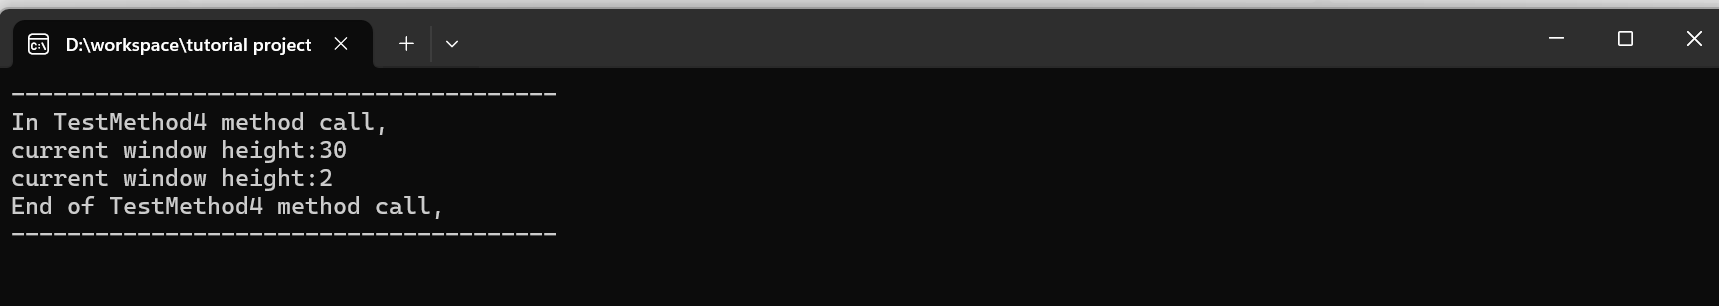 D:\workspace\tutorial project
---------------------------------------
In TestMethod4 method call,
current window height:30
current window height:2
End of TestMethod4 method call,
---------------------------------------